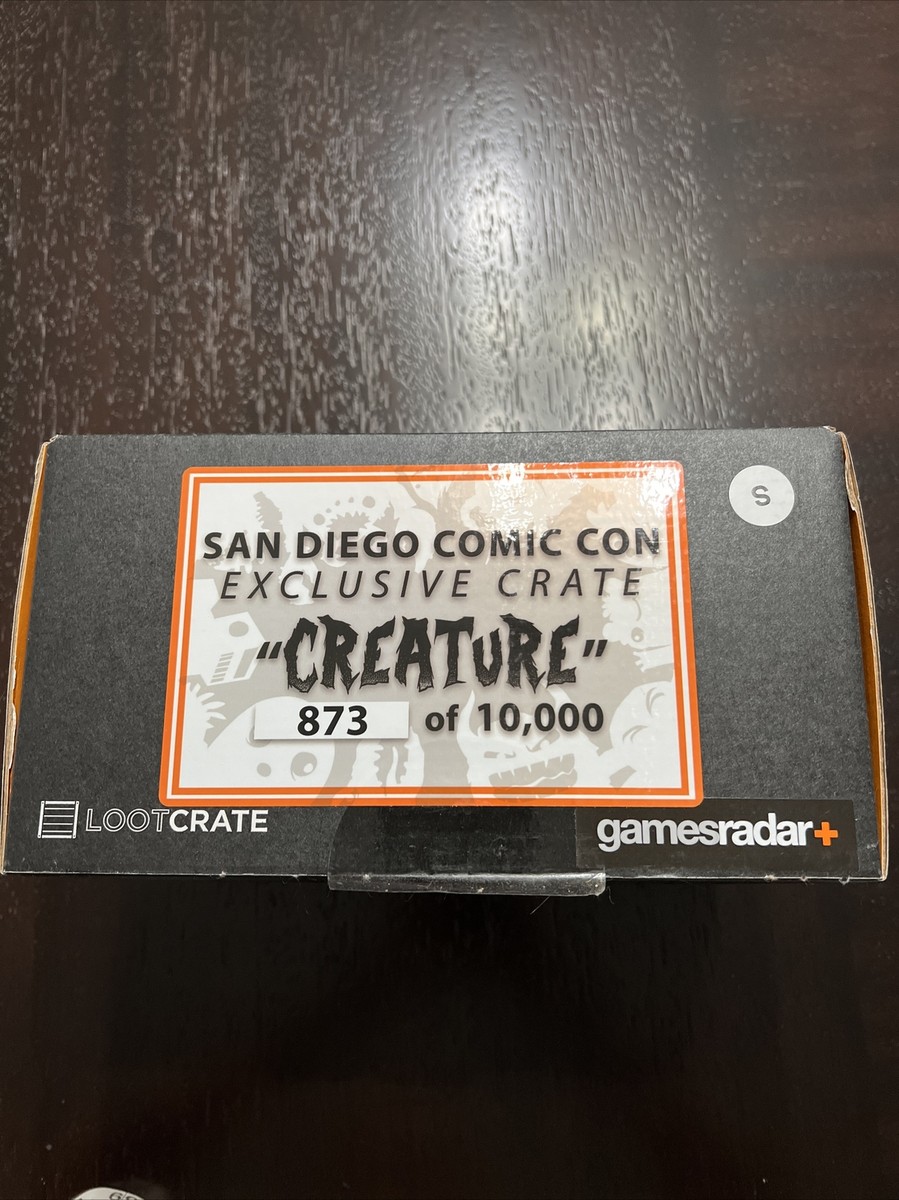 S
SAN DIEGO COMIC CON
EXCLUSIVE CRATE
"CREATURE"
873 of 10,000
LOOTCRATE
gamesradar+